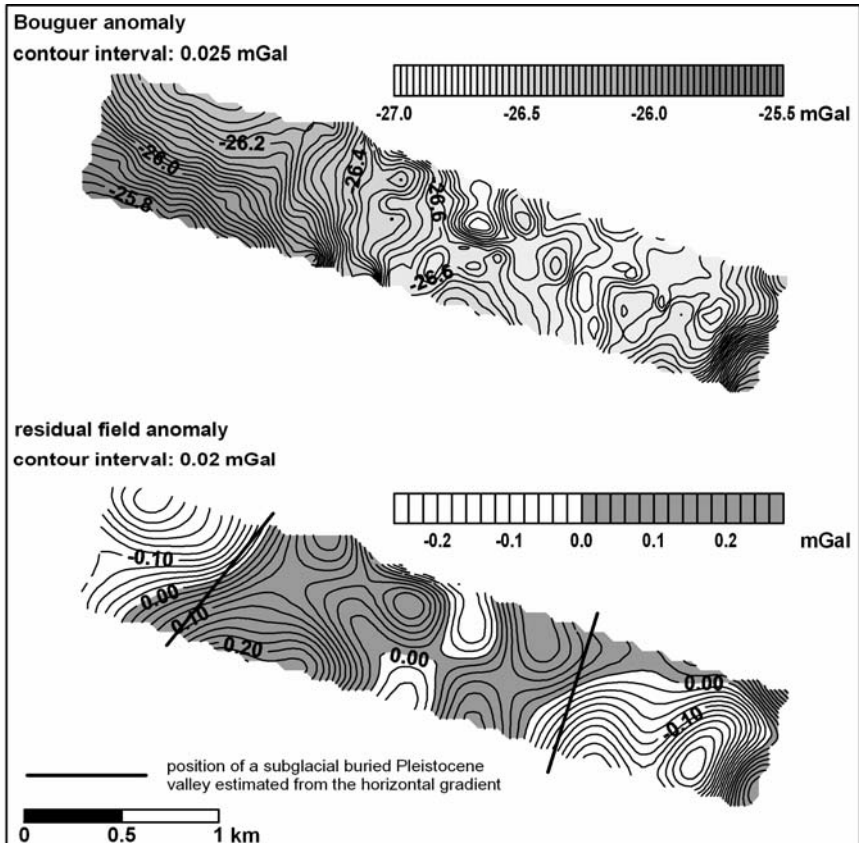 Bouguer anomaly
contour interval: 0.025 mGal
-27.0 -26.5 -26.0 -25.5 mGal
-26.2
-26.4
-26.0
-26.6
-25.8
-26.6
residual field anomaly
contour interval: 0.02 mGal
-0.2 -0.1 0.0 0.1 0.2 mGal
-0.10
0.00
0.10
0.20
0.00
0.00
-0.10
position of a subglacial buried Pleistocene
valley estimated from the horizontal gradient
0 0.5 1 km